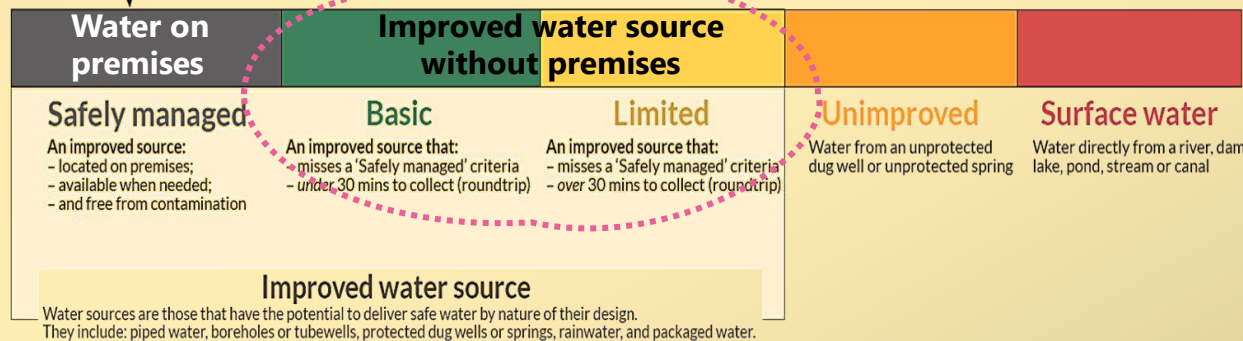 Water on
premises
Improved water source
without premises
Safely managed
An improved source:
– located on premises;
– available when needed;
– and free from contamination
Basic
An improved source that:
– misses a ‘Safely managed’ criteria
– under 30 mins to collect (roundtrip)
Limited
An improved source that:
– misses a ‘Safely managed’ criteria
– over 30 mins to collect (roundtrip)
Unimproved
Water from an unprotected
dug well or unprotected spring
Surface water
Water directly from a river, dam
lake, pond, stream or canal
Improved water source
Water sources are those that have the potential to deliver safe water by nature of their design.
They include: piped water, boreholes or tubewells, protected dug wells or springs, rainwater, and packaged water.